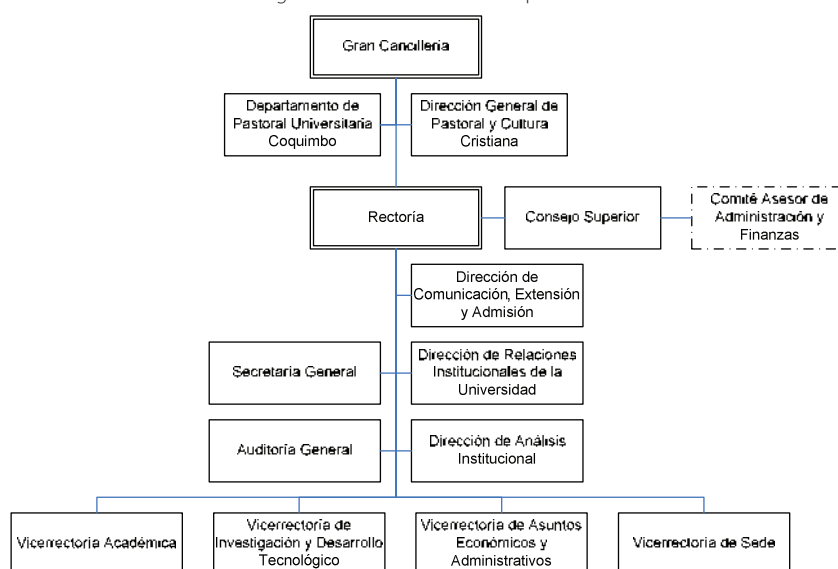 Gran Cancillería
Departamento de
Pastoral Universitaria
Coquimbo
Dirección General de
Pastoral y Cultura
Cristiana
Rectoría
Consejo Superior
Comité Asesor de
Administración y
Finanzas
Dirección de
Comunicación, Extensión
y Admisión
Secretaría General
Dirección de Relaciones
Institucionales de la
Universidad
Auditoría General
Dirección de Análisis
Institucional
Vicerrectoría Académica
Vicerrectoría de
Investigación y Desarrollo
Tecnológico
Vicerrectoría de Asuntos
Económicos y
Administrativos
Vicerrectoría de Sede